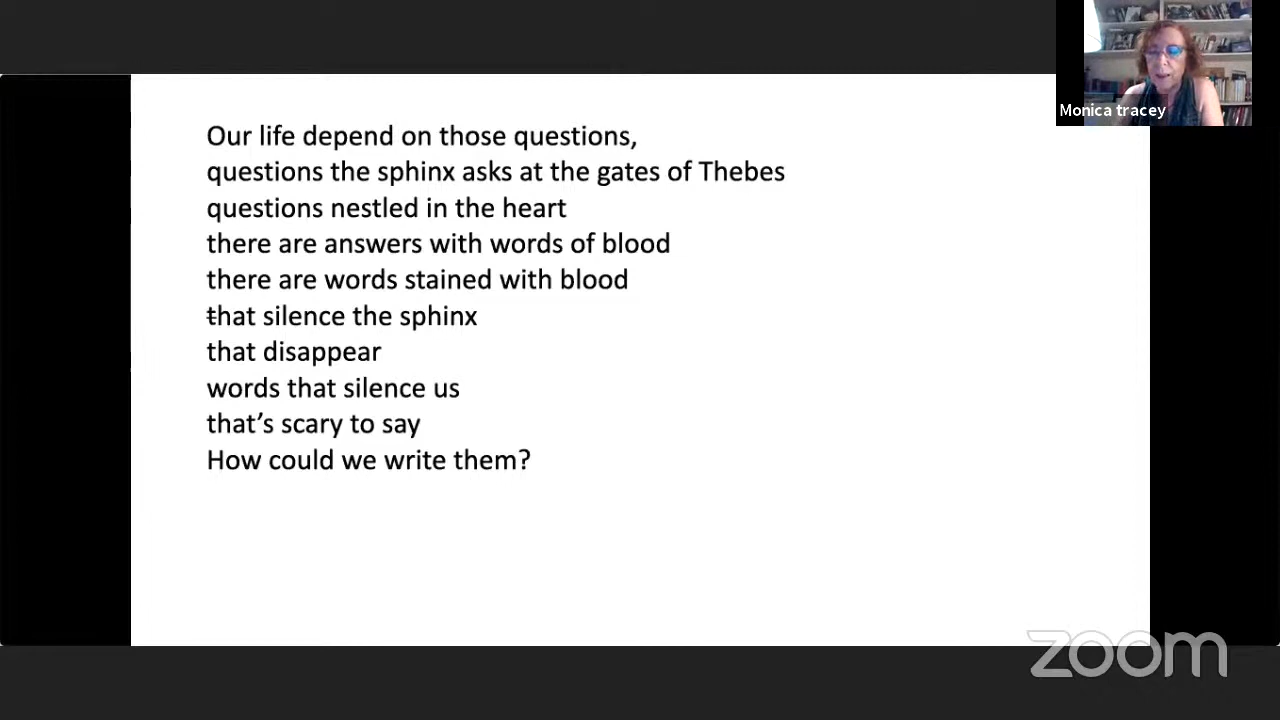 Monica tracey
Our life depend on those questions,
questions the sphinx asks at the gates of Thebes
questions nestled in the heart
there are answers with words of blood
there are words stained with blood
that silence the sphinx
that disappear
words that silence us
that’s scary to say
How could we write them?
zoom